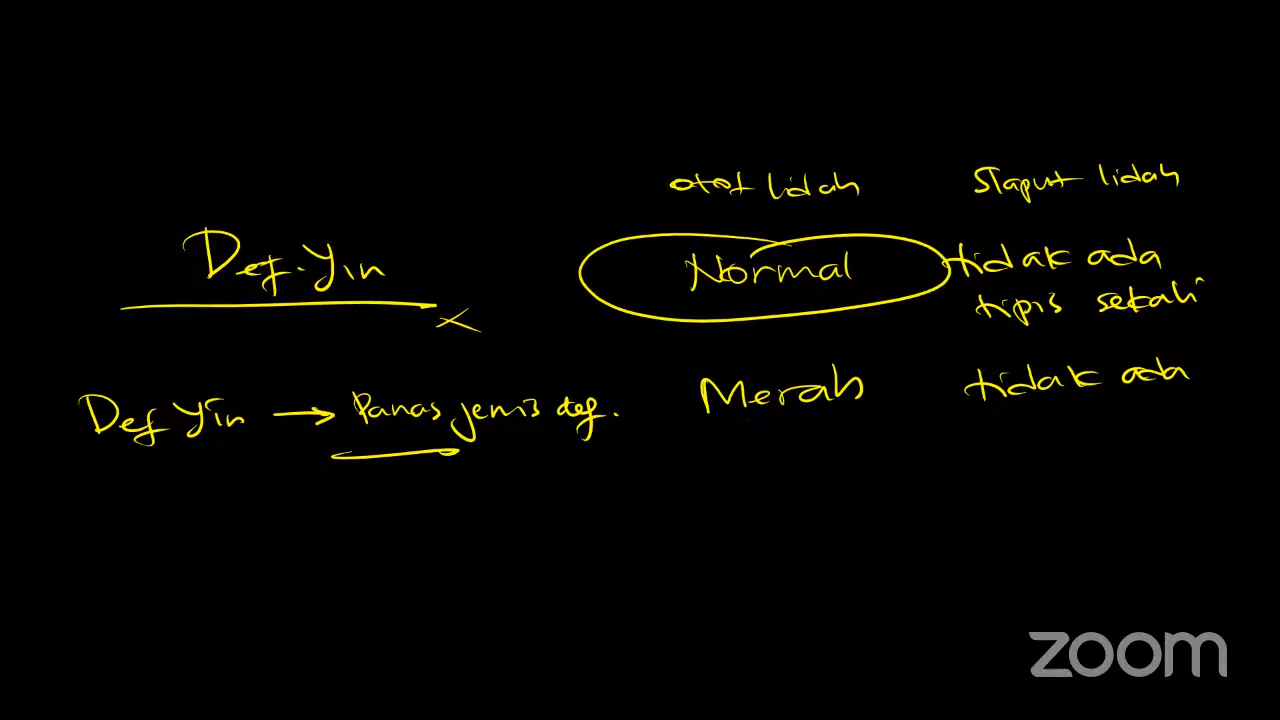 otot lidah Slaput lidah
Def. Yin Normal tidak ada
tipis sekali
Def Yin → Panas jenis def. Merah tidak ada
zoom